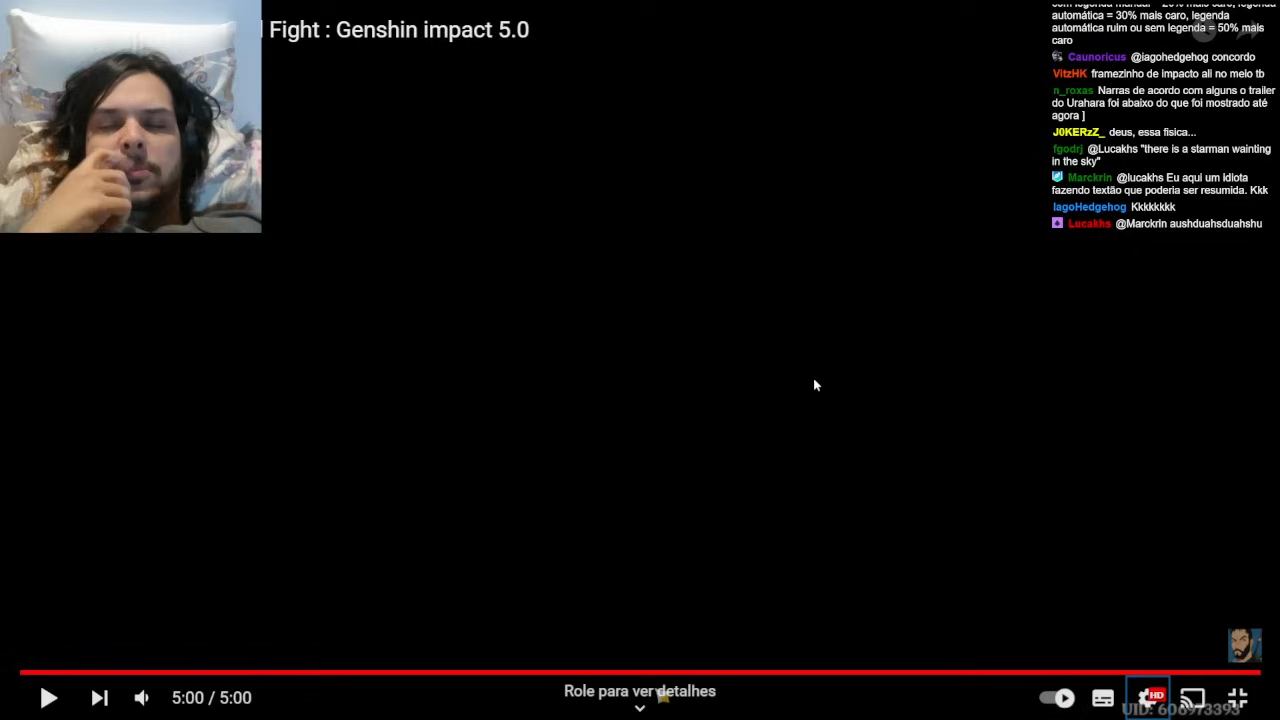 l Fight : Genshin impact 5.0
com legenda manual = 20% mais caro, legenda
automática = 30% mais caro, legenda
automática ruim ou sem legenda = 50% mais
caro
Caunoricus @iagohedgehog concordo
VitzHK framezinho de impacto all no meio tb
n_roxas Narras de acordo com alguns o trailer
do Urahara foi abaixo do que foi mostrado até
agora ]
J0KERzZ_ deus, essa fisica...
fgodrj @Lucakhs "there is a starman wainting
in the sky"
Marckrin @lucakhs Eu aqui um idiota
fazendo textão que poderia ser resumida. Kkk
IagoHedgehog Kkkkkkkk
Lucakhs @Marckrin aushduahsduahshu
5:00 / 5:00
Role para ver detalhes
HD
UID: 606973393